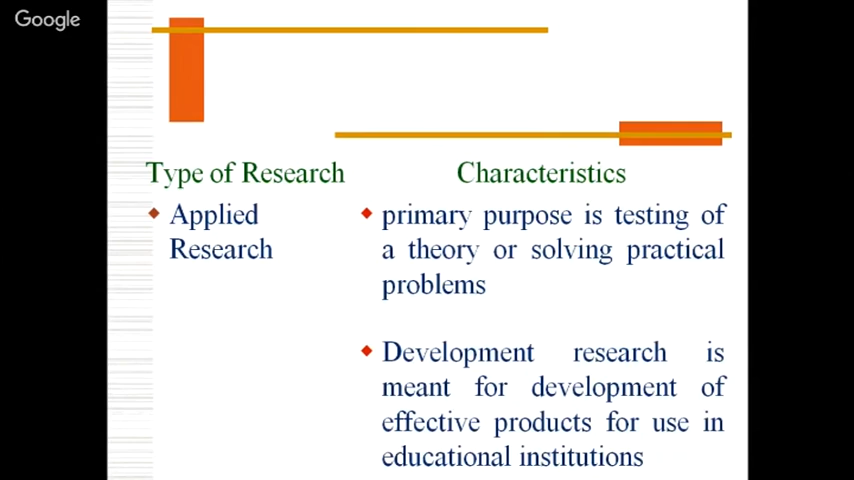 Google
Type of Research
Characteristics
Applied
Research
primary purpose is testing of
a theory or solving practical
problems
Development research is
meant for development of
effective products for use in
educational institutions